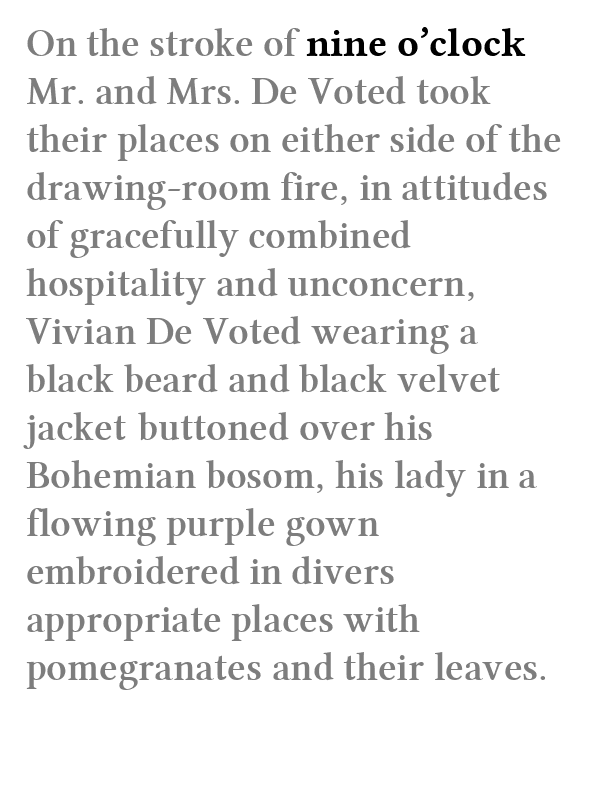 On the stroke of nine o’clock
Mr. and Mrs. De Voted took
their places on either side of the
drawing-room fire, in attitudes
of gracefully combined
hospitality and unconcern,
Vivian De Voted wearing a
black beard and black velvet
jacket buttoned over his
Bohemian bosom, his lady in a
flowing purple gown
embroidered in divers
appropriate places with
pomegranates and their leaves.